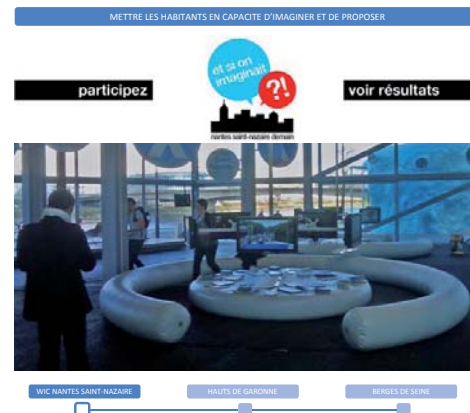 METTRE LES HABITANTS EN CAPACITE D'IMAGINER ET DE PROPOSER
participez
et si on
imaginait
?!
voir résultats
nantes saint-nazaire demain
WIC NANTES SAINT-NAZAIRE
HAUTS DE GARONNE
BERGES DE SEINE